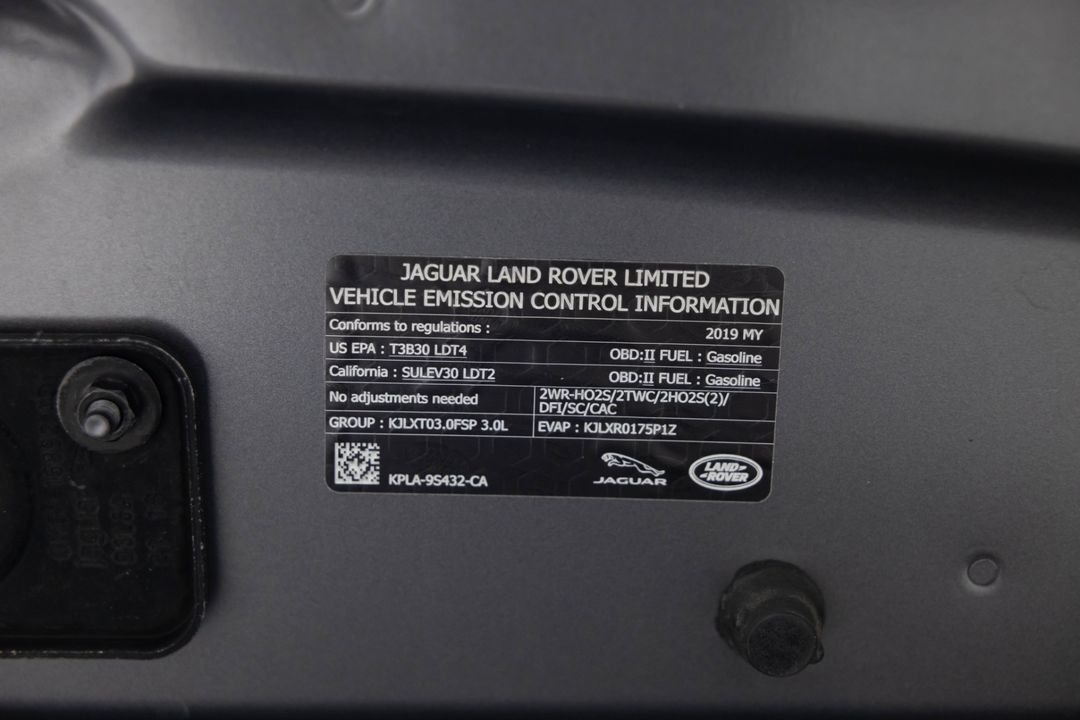 JAGUAR LAND ROVER LIMITED
VEHICLE EMISSION CONTROL INFORMATION
Conforms to regulations : 2019 MY
US EPA : T3B30 LDT4 OBD:II FUEL : Gasoline
California : SULEV30 LDT2 OBD:II FUEL : Gasoline
No adjustments needed
2WR-HO2S/2TWC/2HO2S(2)/
DFI/SC/CAC
GROUP : KJLXT03.0FSP 3.0L
EVAP : KJLXR0175P1Z
KPLA-9S432-CA
JAGUAR
LAND
ROVER